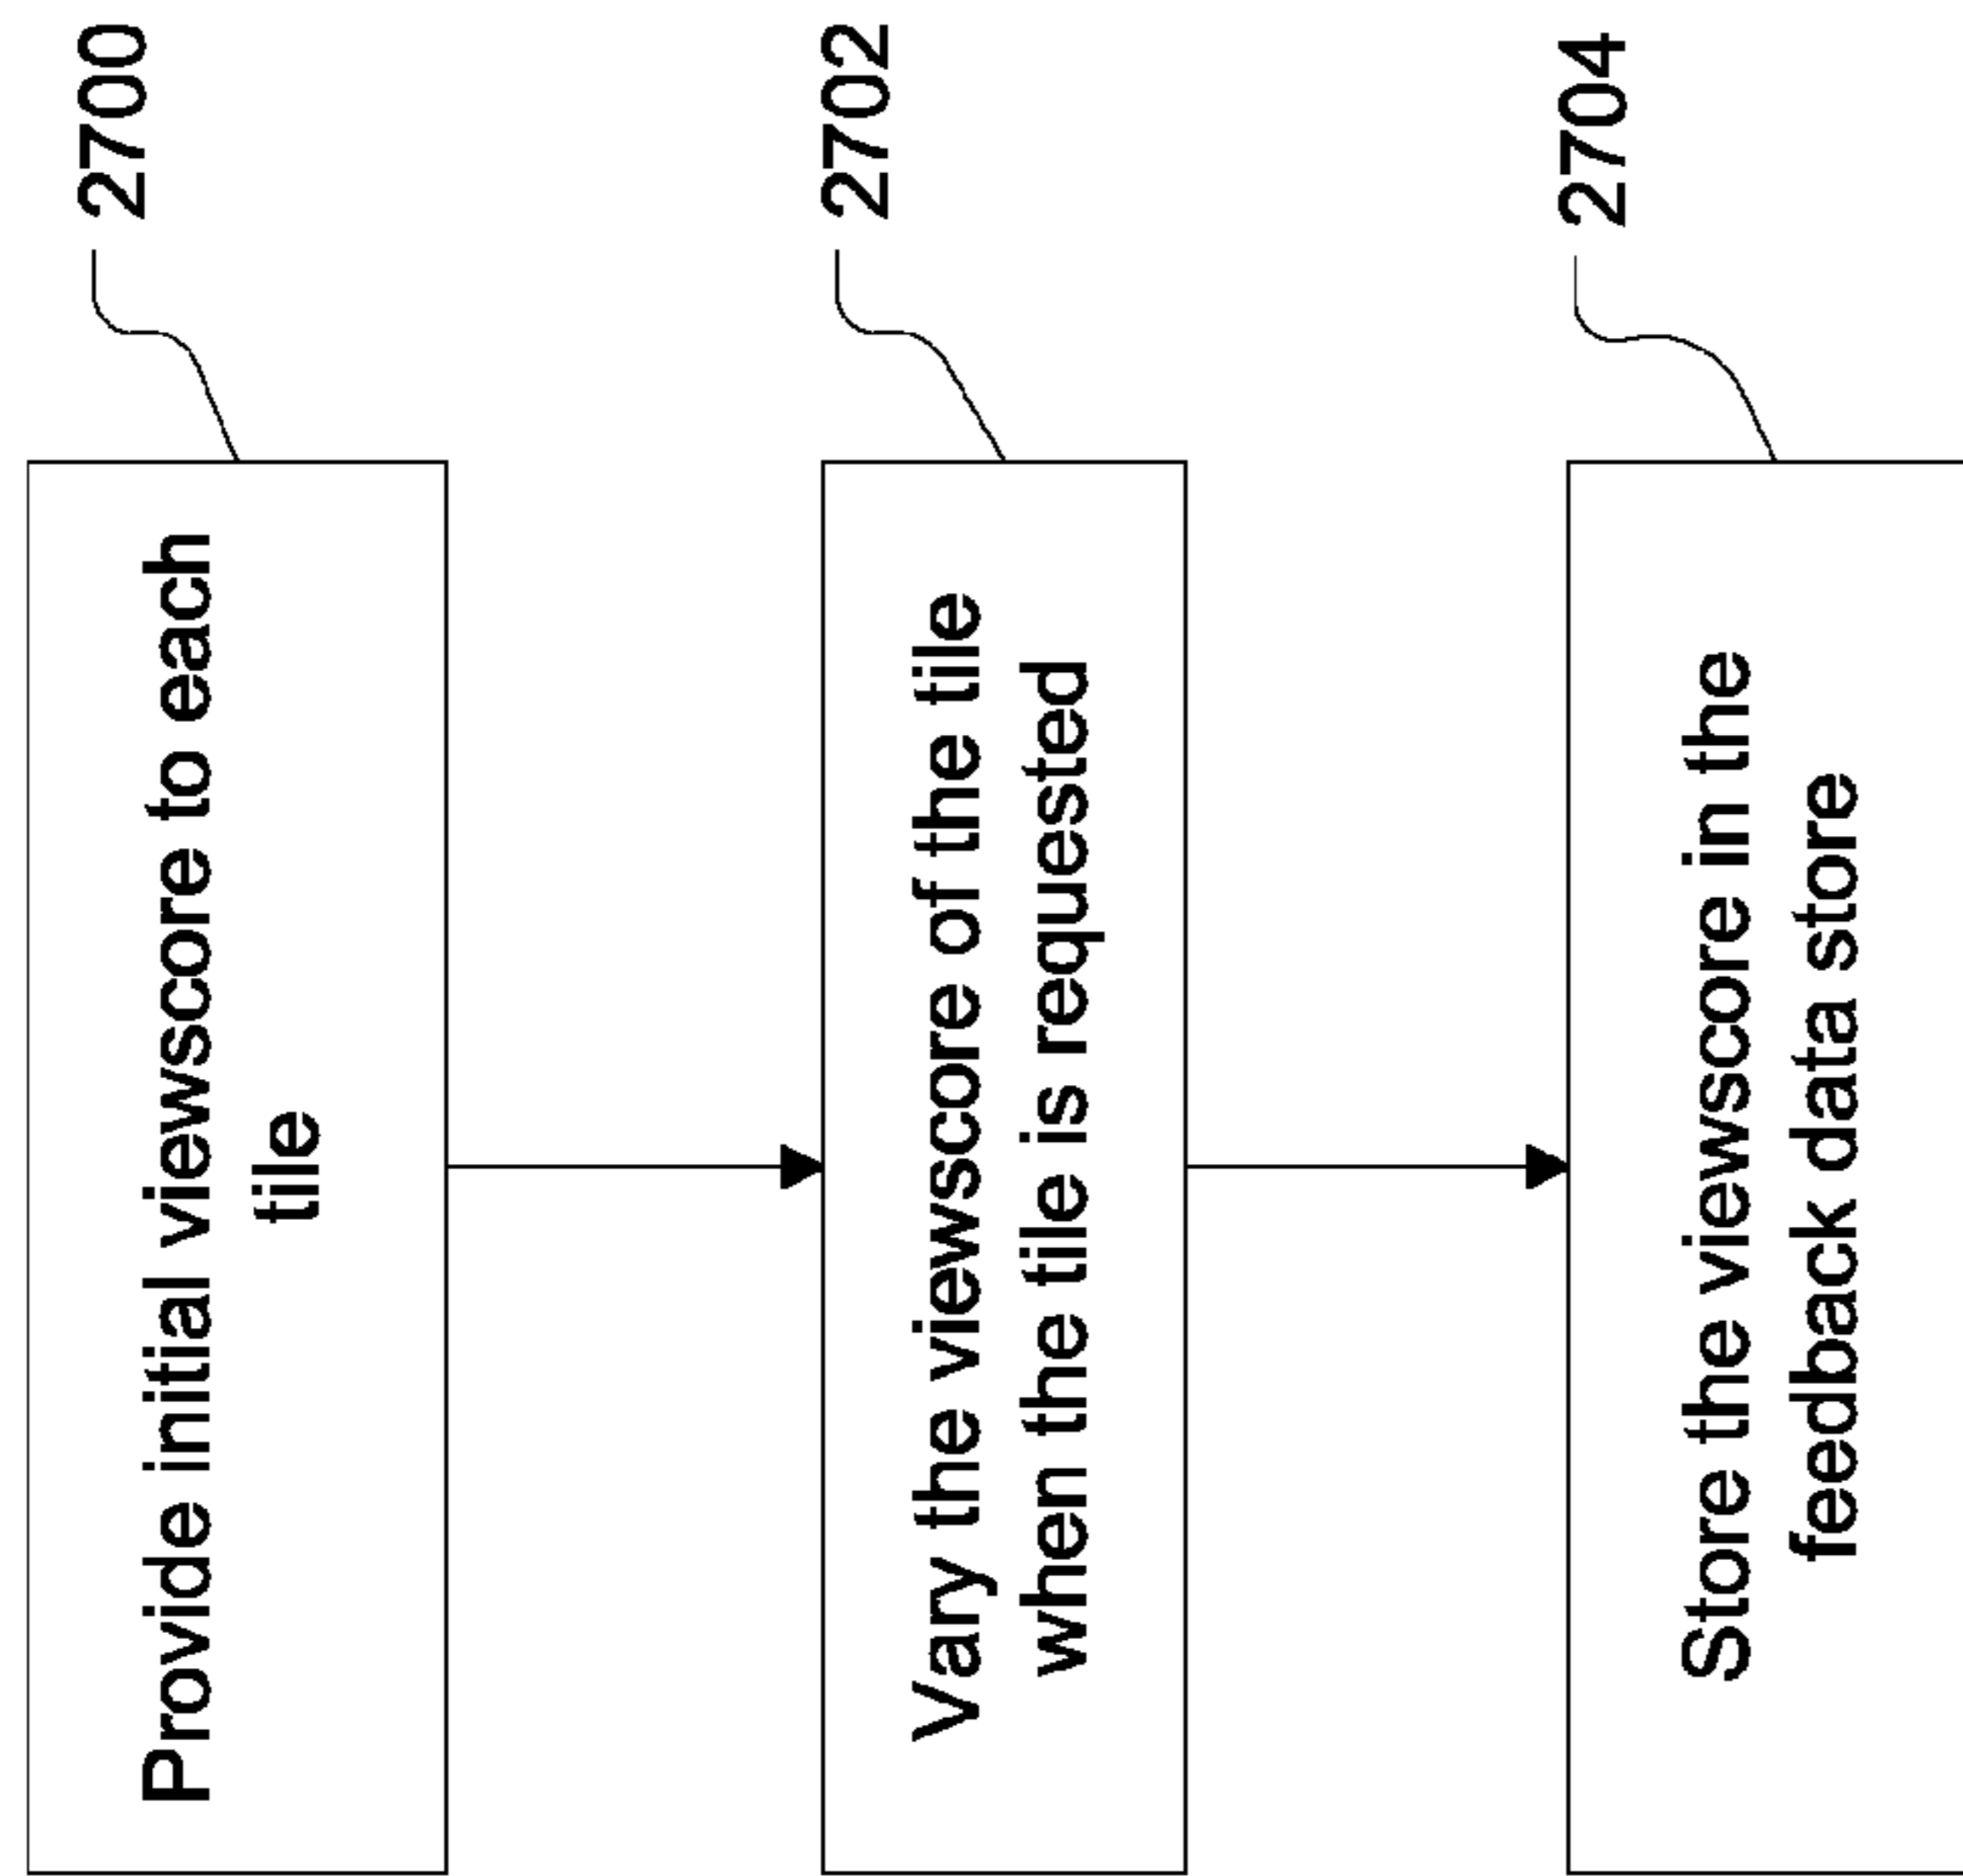 Provide initial viewscore to each
tile
2700
Vary the viewscore of the tile
when the tile is requested
2702
Store the viewscore in the
feedback data store
2704